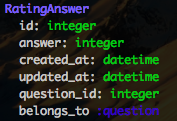 RatingAnswer
id: integer
answer: integer
created_at: datetime
updated_at: datetime
question_id: integer
belongs_to :question